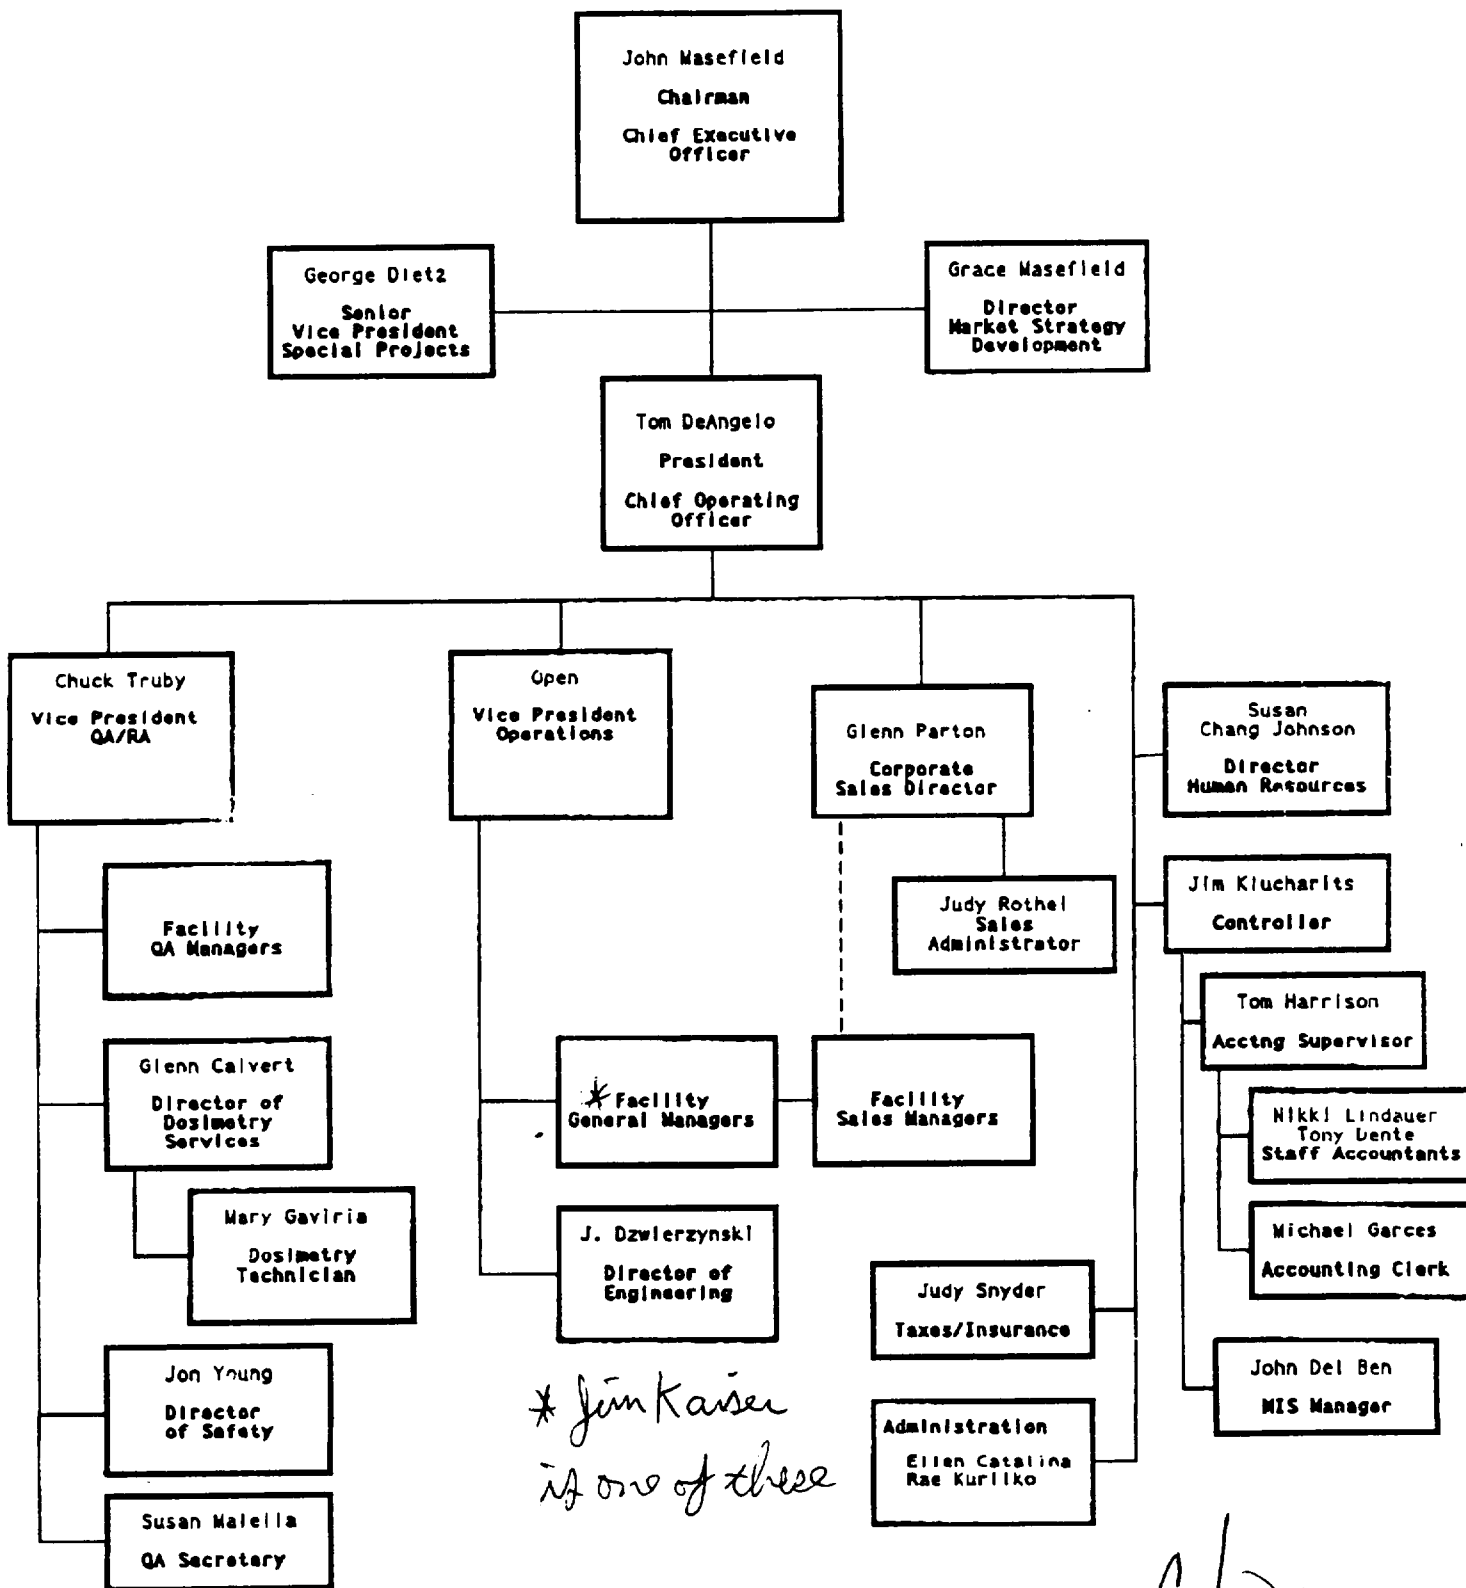 John Masefield
Chairman
Chief Executive
Officer
George Dietz
Senior
Vice President
Special Projects
Grace Masefield
Director
Market Strategy
Development
Tom DeAngelo
President
Chief Operating
Officer
Chuck Truby
Vice President
QA/RA
Open
Vice President
Operations
Glenn Parton
Corporate
Sales Director
Susan
Chang Johnson
Director
Human Resources
Facility
QA Managers
Judy Rothel
Sales
Administrator
Jim Klucharits
Controller
Tom Harrison
Acctng Supervisor
Glenn Calvert
Director of
Dosimetry
Services
* Facility
General Managers
Facility
Sales Managers
Nikki Lindauer
Tony Dente
Staff Accountants
Mary Gaviria
Dosimetry
Technician
J. Dzwierzynski
Director of
Engineering
Michael Garces
Accounting Clerk
Judy Snyder
Taxes/Insurance
Jon Young
Director
of Safety
John Del Ben
MIS Manager
* Jim Kaiser
is one of these
Administration
Ellen Catalina
Rae Kurilko
Susan Malella
QA Secretary